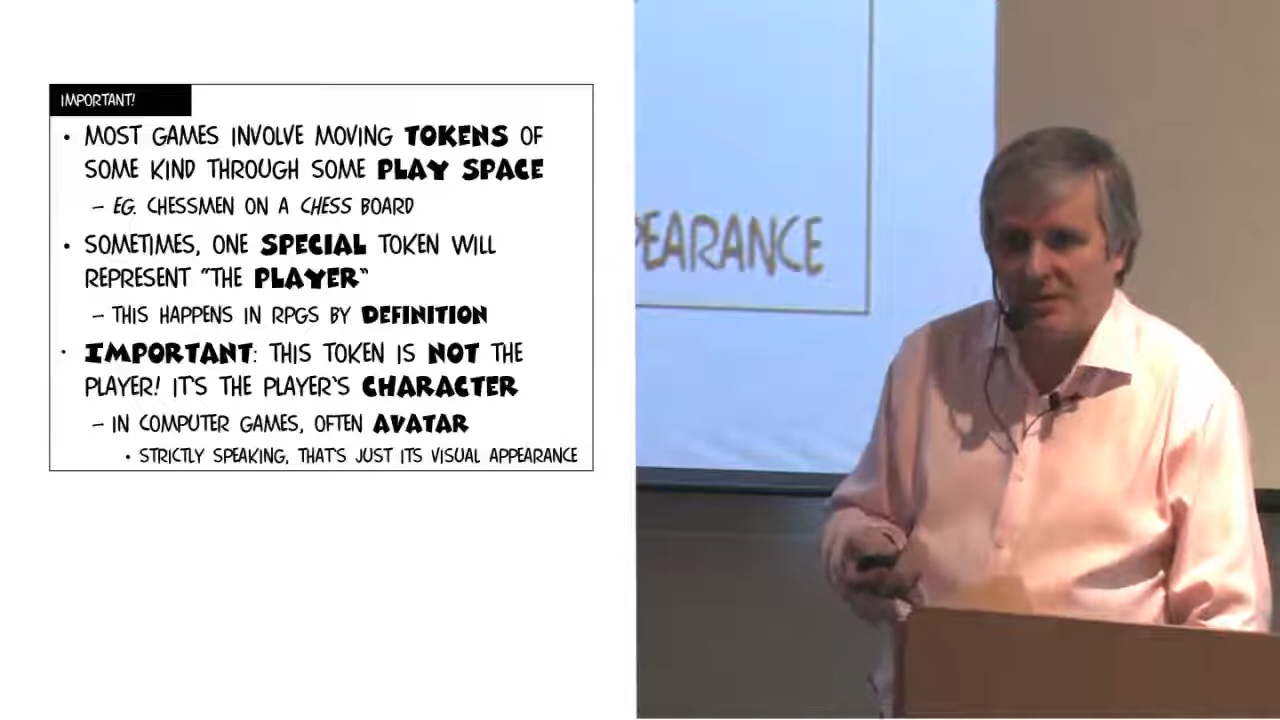 IMPORTANT!
• MOST GAMES INVOLVE MOVING TOKENS OF
SOME KIND THROUGH SOME PLAY SPACE
– EG. CHESSMEN ON A CHESS BOARD
• SOMETIMES, ONE SPECIAL TOKEN WILL
REPRESENT "THE PLAYER"
– THIS HAPPENS IN RPGS BY DEFINITION
• IMPORTANT: THIS TOKEN IS NOT THE
PLAYER! IT'S THE PLAYER'S CHARACTER
– IN COMPUTER GAMES, OFTEN AVATAR
• STRICTLY SPEAKING, THAT'S JUST ITS VISUAL APPEARANCE
PEARANCE